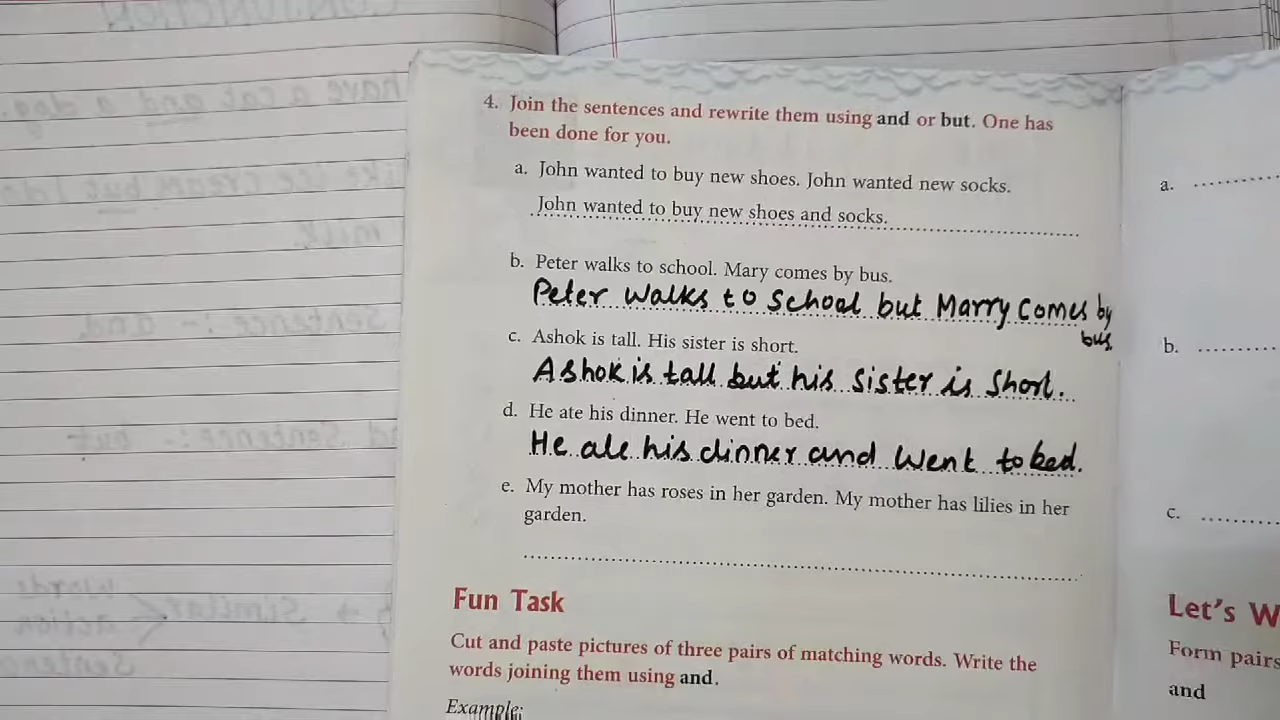 4. Join the sentences and rewrite them using and or but. One has
been done for you.
a. John wanted to buy new shoes. John wanted new socks.
John wanted to buy new shoes and socks.
b. Peter walks to school. Mary comes by bus.
Peter walks to school but Marry comes by
bus.
c. Ashok is tall. His sister is short.
Ashok is tall but his sister is short.
d. He ate his dinner. He went to bed.
He ate his dinner and went to bed.
e. My mother has roses in her garden. My mother has lilies in her
garden.
Fun Task
Cut and paste pictures of three pairs of matching words. Write the
words joining them using and.
Example:
a.
b.
c.
Let's W
Form pairs
and